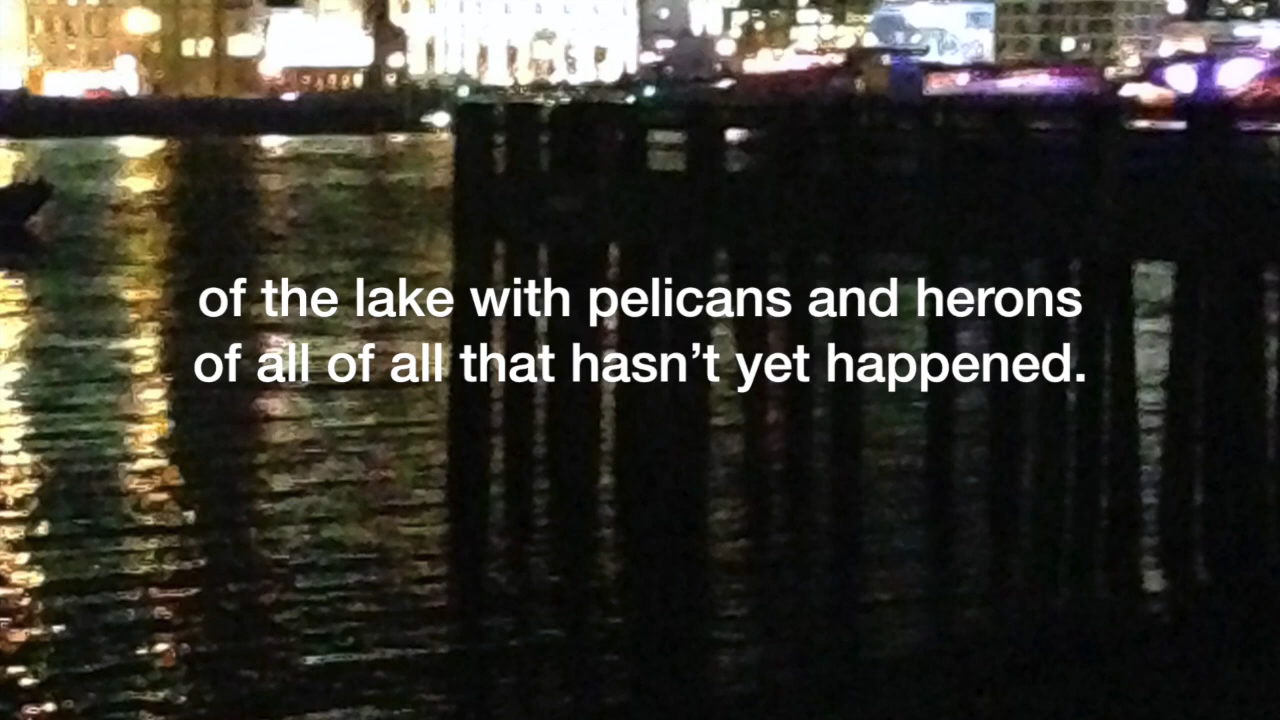 of the lake with pelicans and herons
of all of all that hasn’t yet happened.